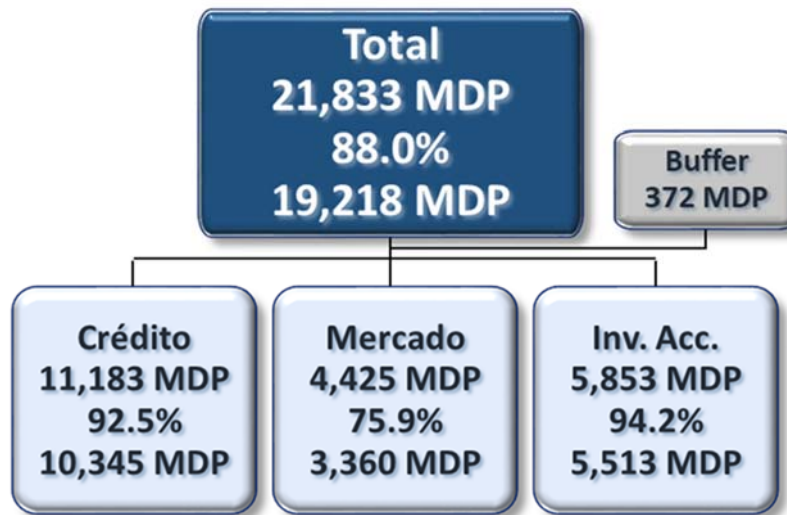 Total
21,833 MDP
88.0%
19,218 MDP
Buffer
372 MDP
Crédito
11,183 MDP
92.5%
10,345 MDP
Mercado
4,425 MDP
75.9%
3,360 MDP
Inv. Acc.
5,853 MDP
94.2%
5,513 MDP